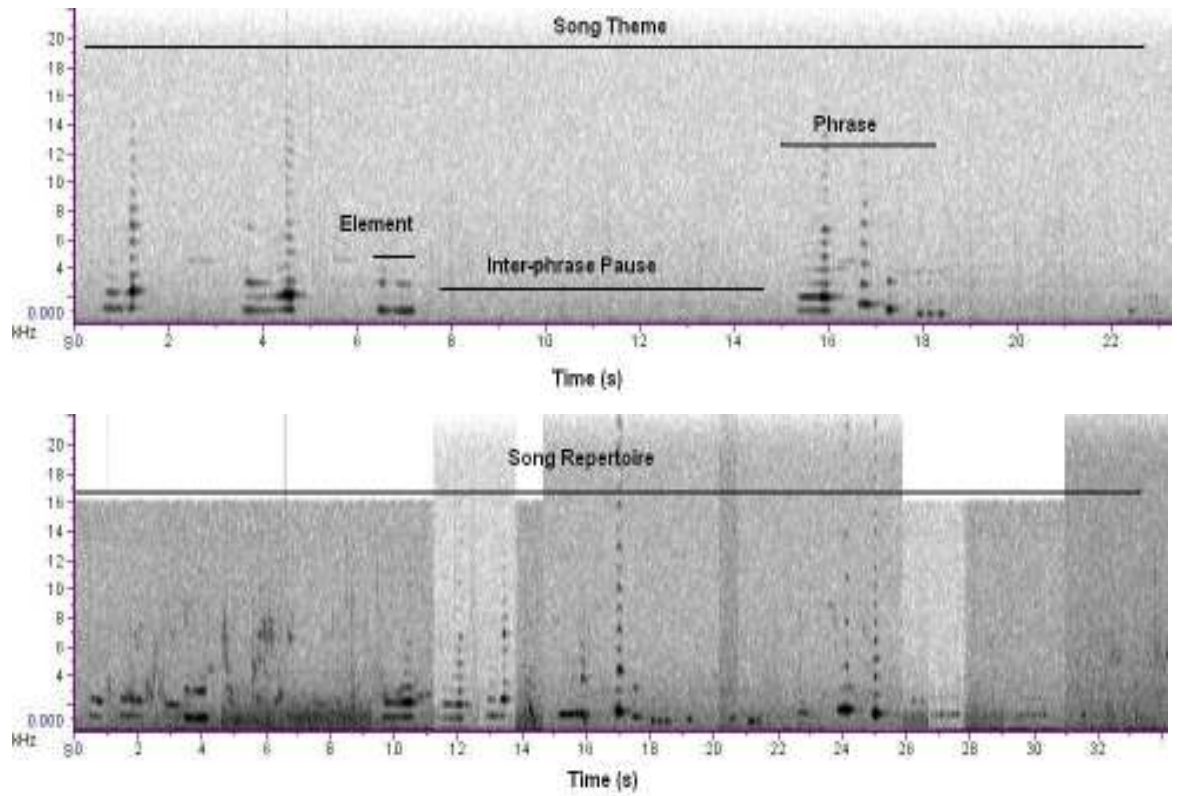 Song Theme
20
18
16
14
Phrase
12
10
8
Element
6
Inter-phrase Pause
4
0.000
kHz
S0 2 4 6 8 10 12 14 16 18 20 22
Time (s)
20
Song Repertoire
18
16
14
12
10
8
6
4
0.000
kHz
S0 2 4 6 8 10 12 14 16 18 20 22 24 26 28 30 32
Time (s)